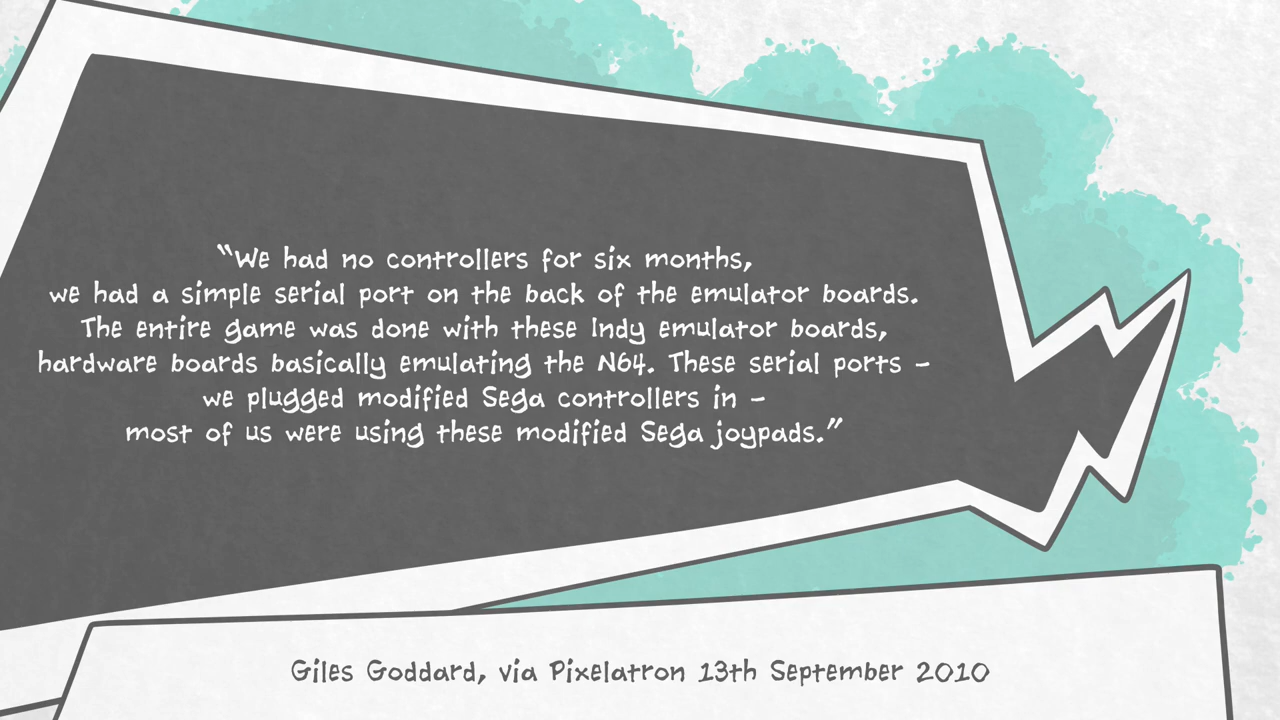 “We had no controllers for six months,
we had a simple serial port on the back of the emulator boards.
The entire game was done with these Indy emulator boards,
hardware boards basically emulating the N64. These serial ports -
we plugged modified Sega controllers in -
most of us were using these modified Sega joypads.”
Giles Goddard, via Pixelatron 13th September 2010